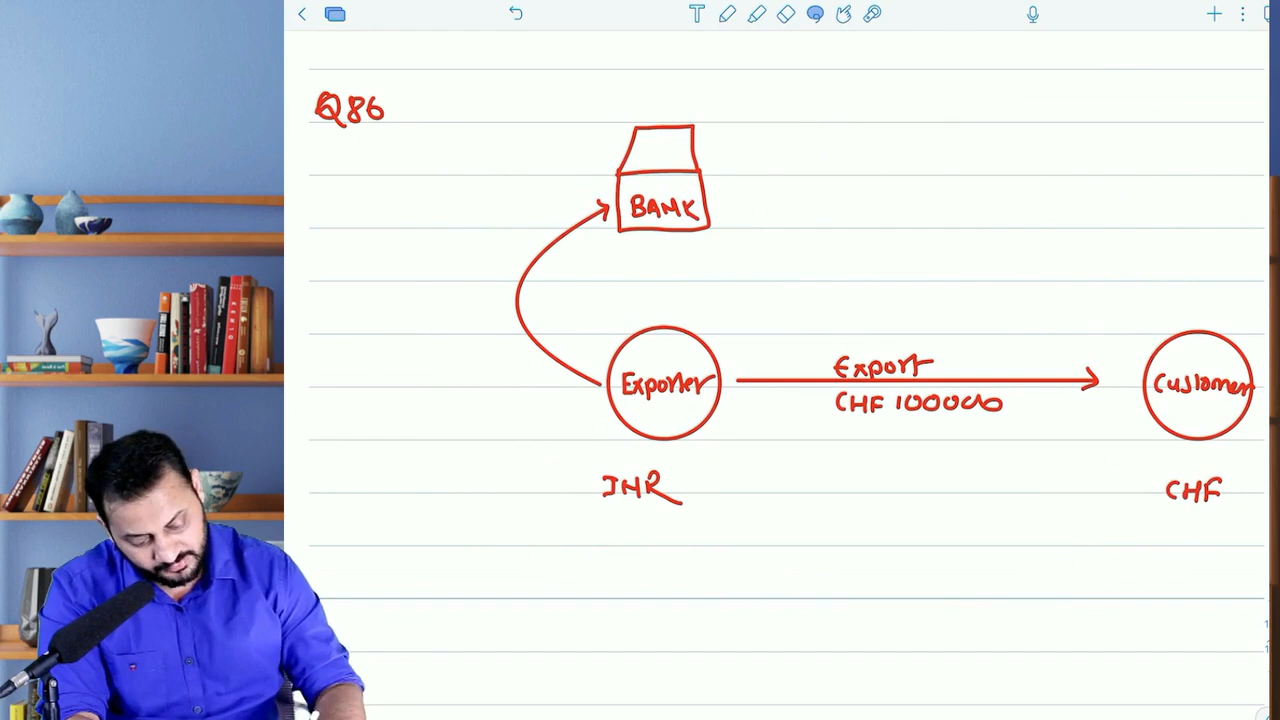 Q86
BANK
Exporter
Export
CHF 100000
Customer
INR
CHF